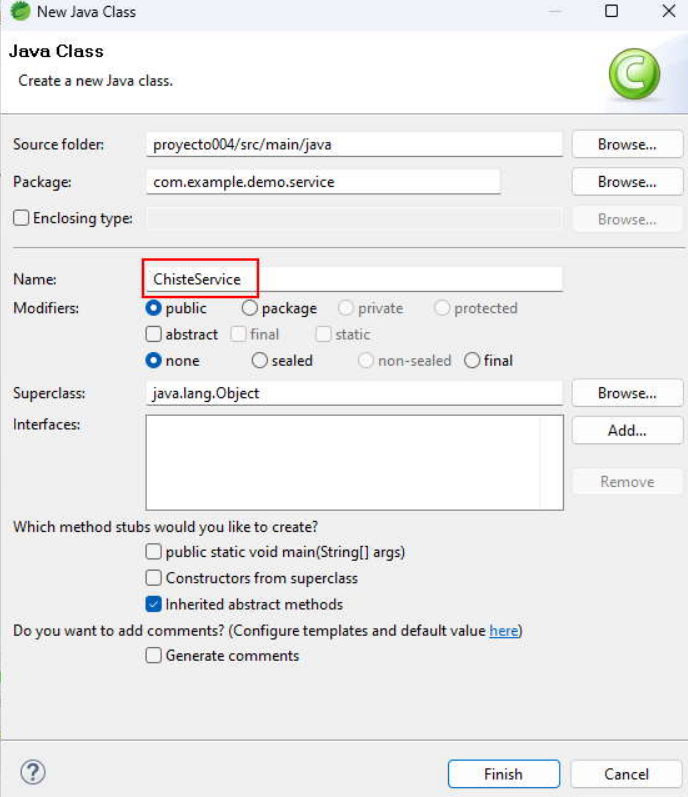 New Java Class
Java Class
Create a new Java class.
Source folder: proyecto004/src/main/java Browse...
Package: com.example.demo.service Browse...
Enclosing type: Browse...
Name: ChisteService
Modifiers: public package private protected
abstract final static
none sealed non-sealed final
Superclass: java.lang.Object Browse...
Interfaces: Add...
Remove
Which method stubs would you like to create?
public static void main(String[] args)
Constructors from superclass
Inherited abstract methods
Do you want to add comments? (Configure templates and default value here)
Generate comments
? Finish Cancel